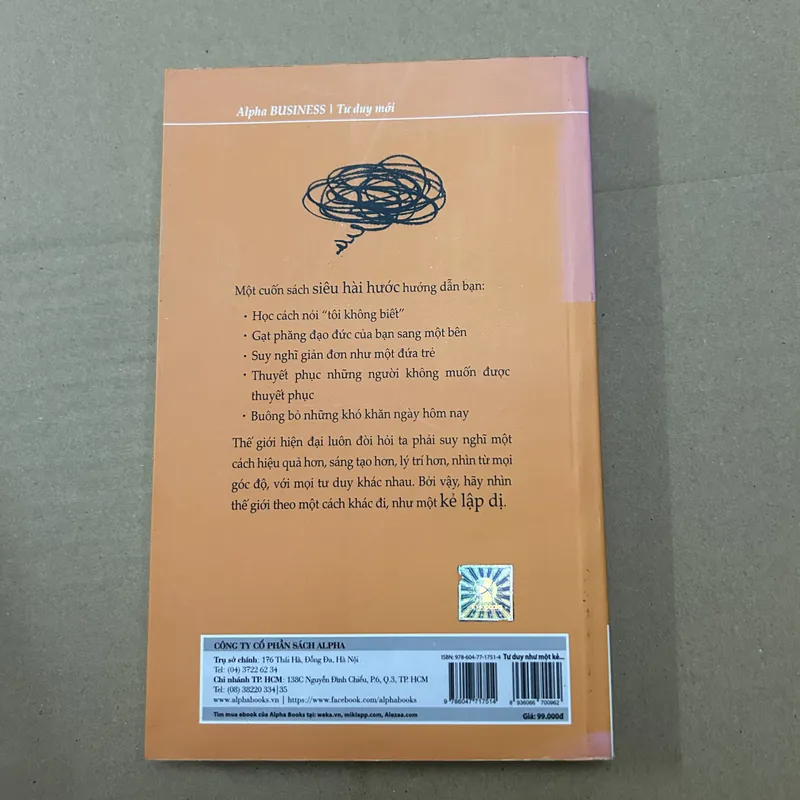 Alpha BUSINESS | Tư duy mới
Một cuốn sách siêu hài hước hướng dẫn bạn:
• Học cách nói "tôi không biết"
• Gạt phăng đạo đức của bạn sang một bên
• Suy nghĩ giản đơn như một đứa trẻ
• Thuyết phục những người không muốn được
thuyết phục
• Buông bỏ những khó khăn ngày hôm nay
Thế giới hiện đại luôn đòi hỏi ta phải suy nghĩ một
cách hiệu quả hơn, sáng tạo hơn, lý trí hơn, nhìn từ mọi
góc độ, với mọi tư duy khác nhau. Bởi vậy, hãy nhìn
thế giới theo một cách khác đi, như một kẻ lập dị.
CÔNG TY CỔ PHẦN SÁCH ALPHA
Trụ sở chính: 176 Thái Hà, Đống Đa, Hà Nội
Tel: (04) 3722 62 34
Chi nhánh TP. HCM: 138C Nguyễn Đình Chiểu, P.6, Q.3, TP. HCM
Tel: (08) 38220 334|35
www.alphabooks.vn | https://www.facebook.com/alphabooks
Tìm mua ebook của Alpha Books tại: waka.vn, mikiapp.com, Alezaa.com
ISBN: 978-604-77-1751-4 Tư duy như một kẻ...
9 786047 717514
8 936066 700962
Giá: 99.000đ